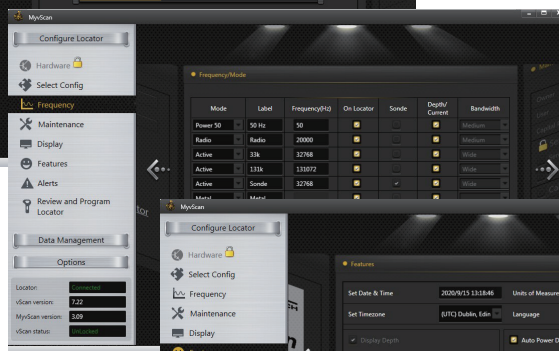 MyvScan
Configure Locator
Hardware
Select Config
Frequency
Maintenance
Display
Features
Alerts
Review and Program
Locator
Data Management
Options
Locator: Connected
vScan version: 7.22
MyvScan version: 3.09
vScan status: UnLocked
Frequency/Mode
Mode Label Frequency(Hz) On Locator Sonde Depth/ Current Bandwidth
Power 50 50 Hz 50 Medium
Radio Radio 20000 Medium
Active 33k 32768 Wide
Active 131k 131072 Wide
Active Sonde 32768 Wide
Metal Metal
MyvScan
Configure Locator
Hardware
Select Config
Frequency
Maintenance
Display
Features
Set Date & Time 2020/9/15 13:18:46 Units of Measure
Set Timezone (UTC) Dublin, Edin Language
Display Depth Auto Power